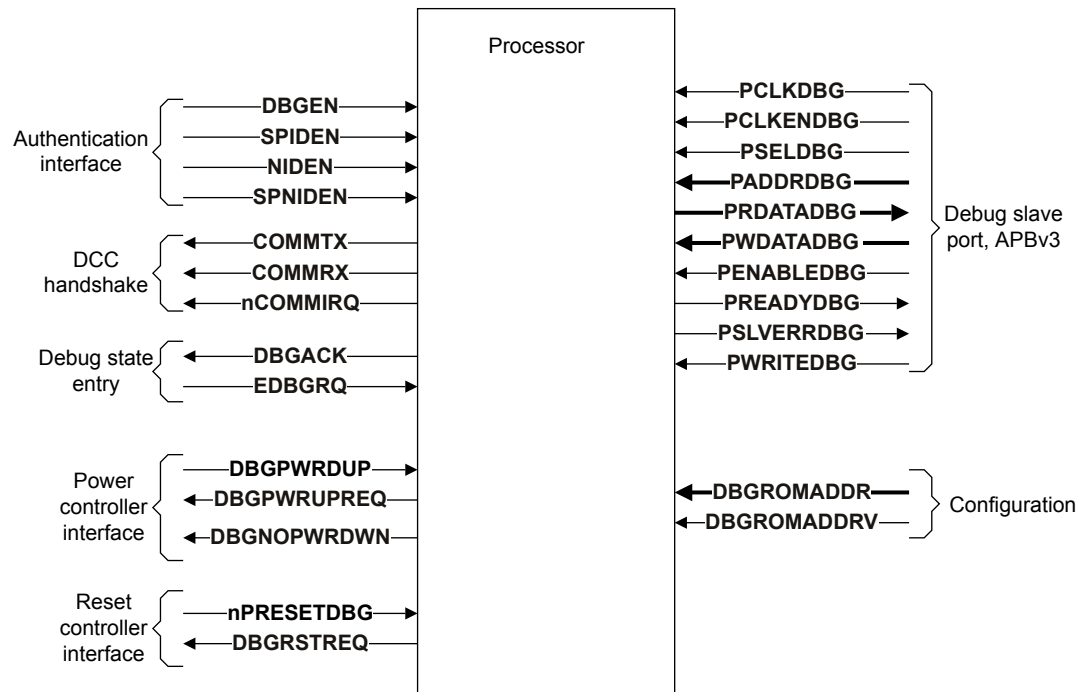 Processor
Authentication
interface
DBGEN
SPIDEN
NIDEN
SPNIDEN
DCC
handshake
COMMTX
COMMRX
nCOMMIRQ
Debug state
entry
DBGACK
EDBGRQ
Power
controller
interface
DBGPWRDUP
DBGPWRUPREQ
DBGNOPWRDWN
Reset
controller
interface
nPRESETDBG
DBGRSTREQ
PCLKDBG
PCLKENDBG
PSELDBG
PADDRDBG
PRDATADBG
PWDATADBG
PENABLEDBG
PREADYDBG
PSLVERRDBG
PWRITEDBG
Debug slave
port, APBv3
DBGROMADDR
DBGROMADDRV
Configuration